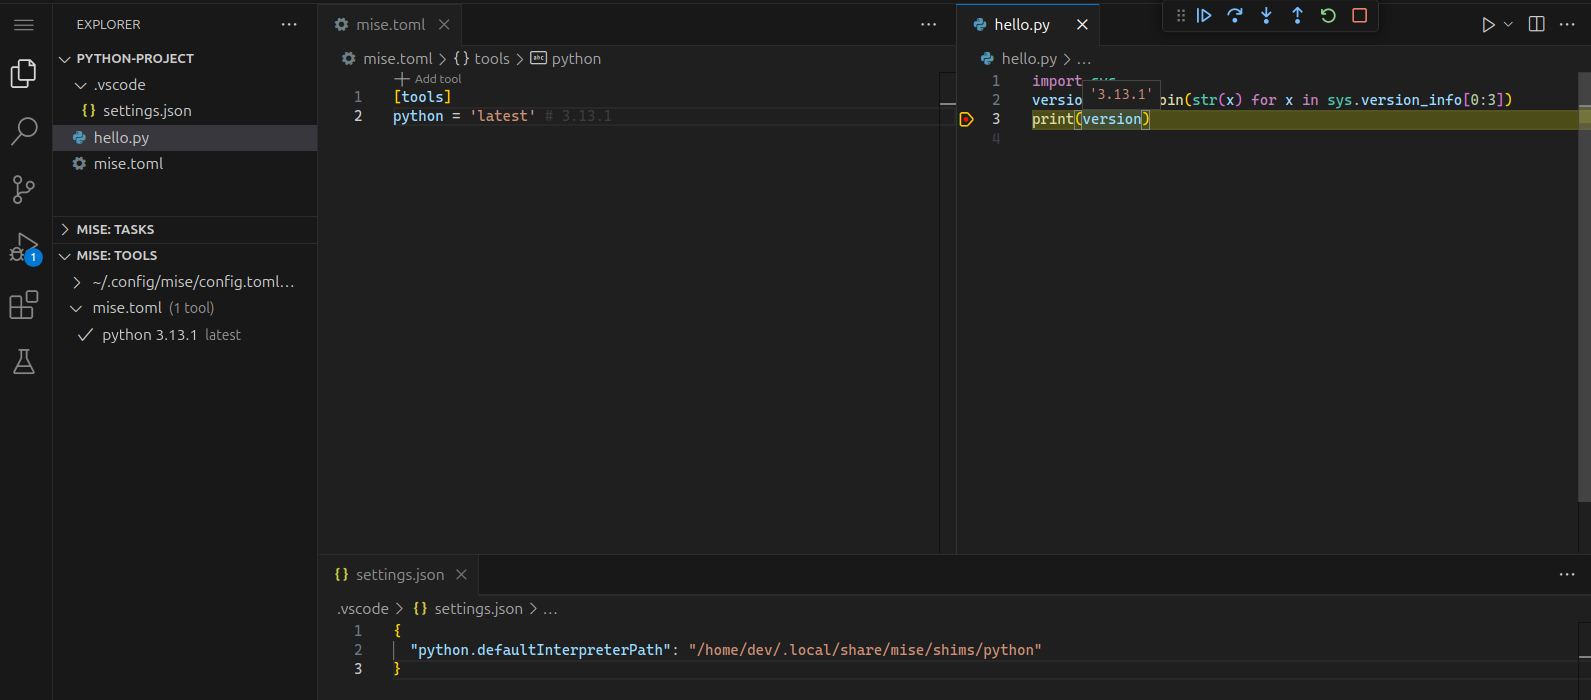 EXPLORER
PYTHON-PROJECT
.vscode
{} settings.json
hello.py
mise.toml
MISE: TASKS
MISE: TOOLS
~/.config/mise/config.toml...
mise.toml (1 tool)
python 3.13.1 latest
1
mise.toml
mise.toml > {} tools > abc python
Add tool
1 [tools]
2 python = 'latest' # 3.13.1
hello.py
hello.py > ...
1 import sys
'3.13.1'
2 versio oin(str(x) for x in sys.version_info[0:3])
3 print(version)
4
{} settings.json
.vscode > {} settings.json > ...
1 {
2 "python.defaultInterpreterPath": "/home/dev/.local/share/mise/shims/python"
3 }